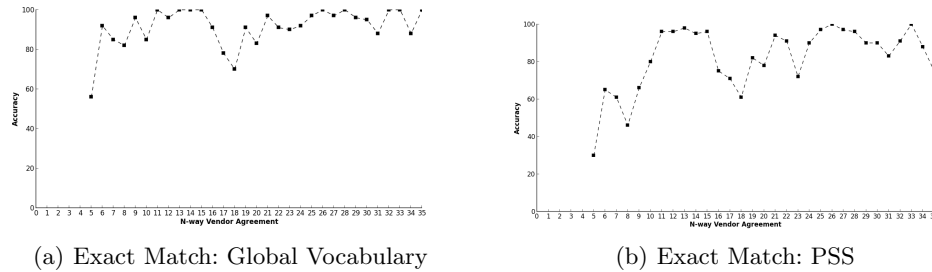 100
80
60
40
20
0
Accuracy
0 1 2 3 4 5 6 7 8 9 10 11 12 13 14 15 16 17 18 19 20 21 22 23 24 25 26 27 28 29 30 31 32 33 34 35
N-way Vendor Agreement
(a) Exact Match: Global Vocabulary
100
80
60
40
20
0
Accuracy
0 1 2 3 4 5 6 7 8 9 10 11 12 13 14 15 16 17 18 19 20 21 22 23 24 25 26 27 28 29 30 31 32 33 34
N-way Vendor Agreement
(b) Exact Match: PSS